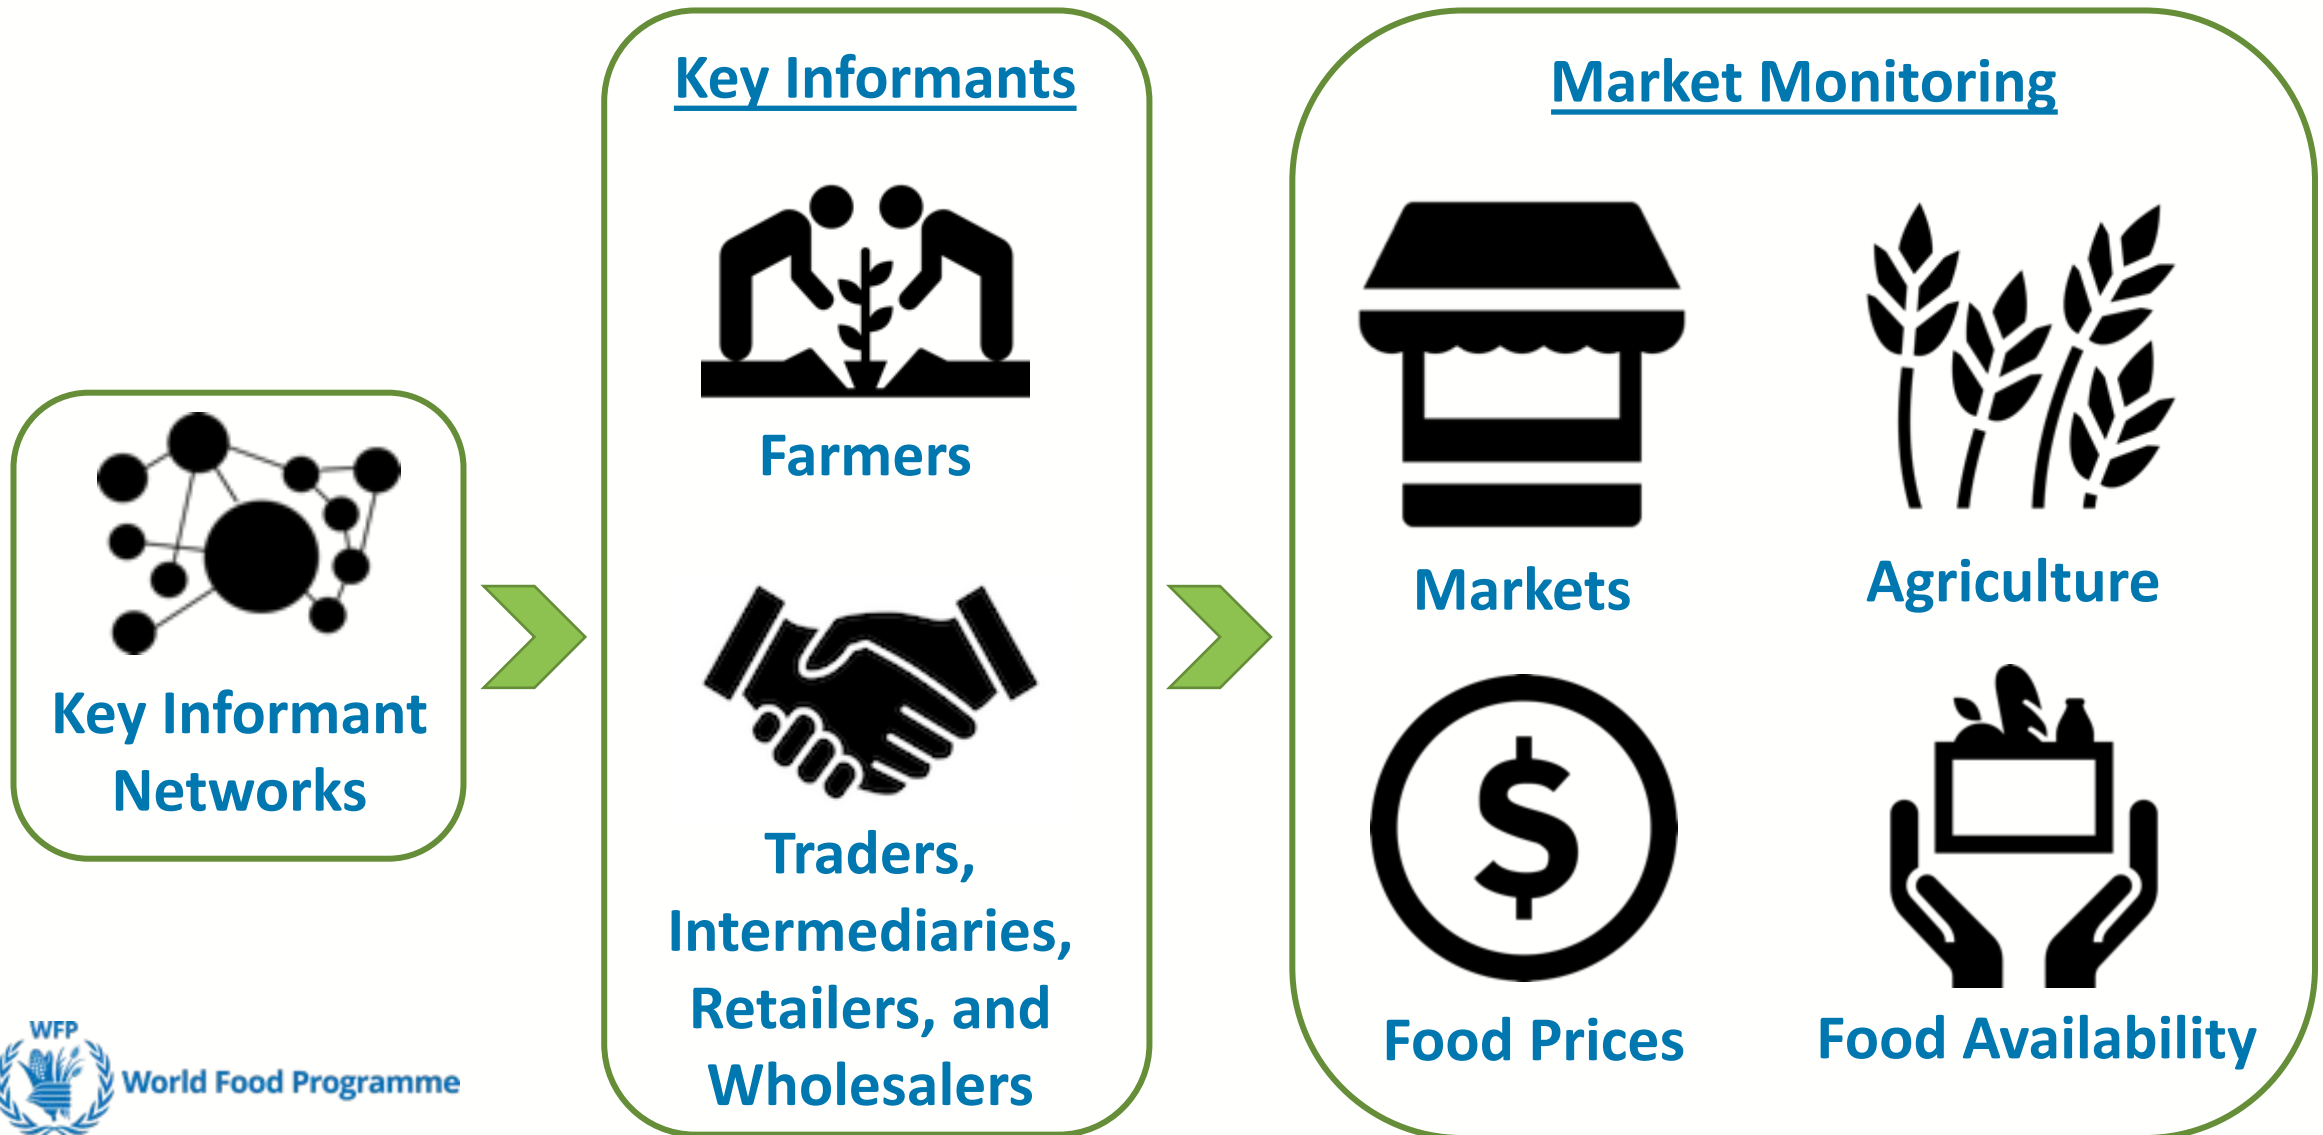 Key Informant
Networks
Key Informants
Farmers
Traders,
Intermediaries,
Retailers, and
Wholesalers
Market Monitoring
Markets
Agriculture
$
Food Prices
Food Availability
WFP
World Food Programme